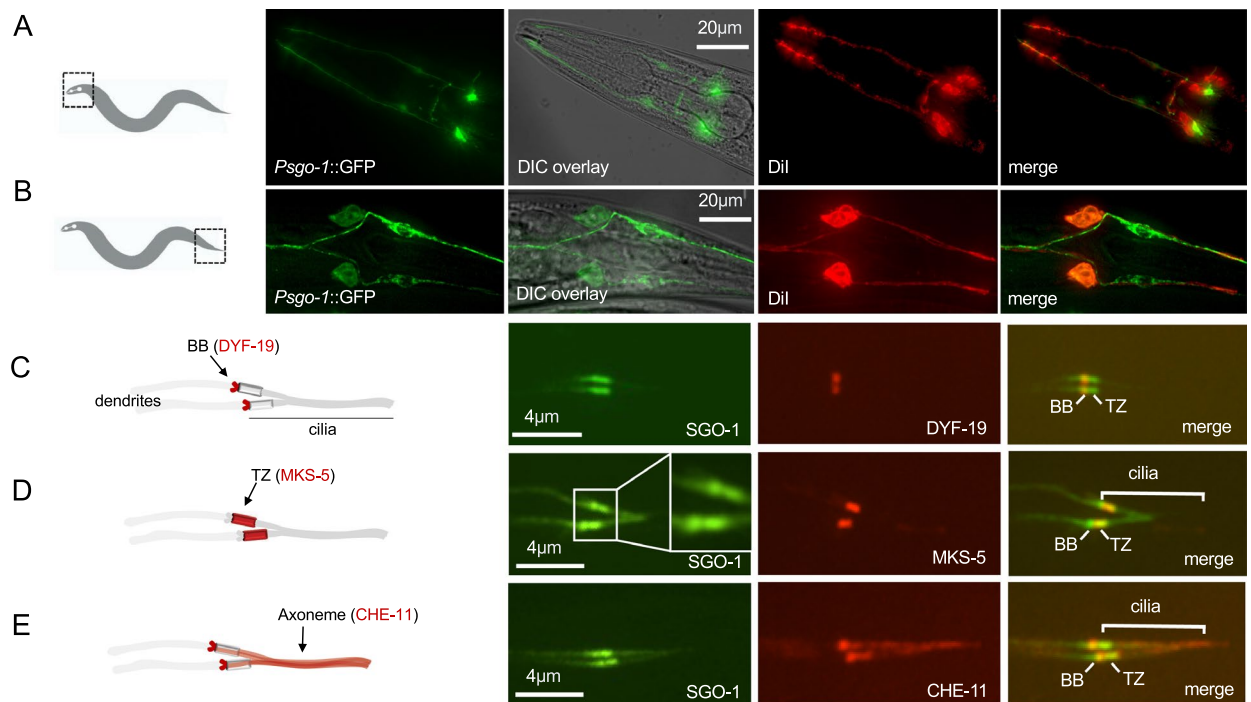 A
20µm
Psgo-1::GFP
DIC overlay
DiI
merge
B
20µm
Psgo-1::GFP
DIC overlay
DiI
merge
C
BB (DYF-19)
dendrites
cilia
4µm
SGO-1
DYF-19
BB
TZ
merge
D
TZ (MKS-5)
4µm
SGO-1
MKS-5
cilia
BB
TZ
merge
E
Axoneme (CHE-11)
4µm
SGO-1
CHE-11
cilia
BB
TZ
merge